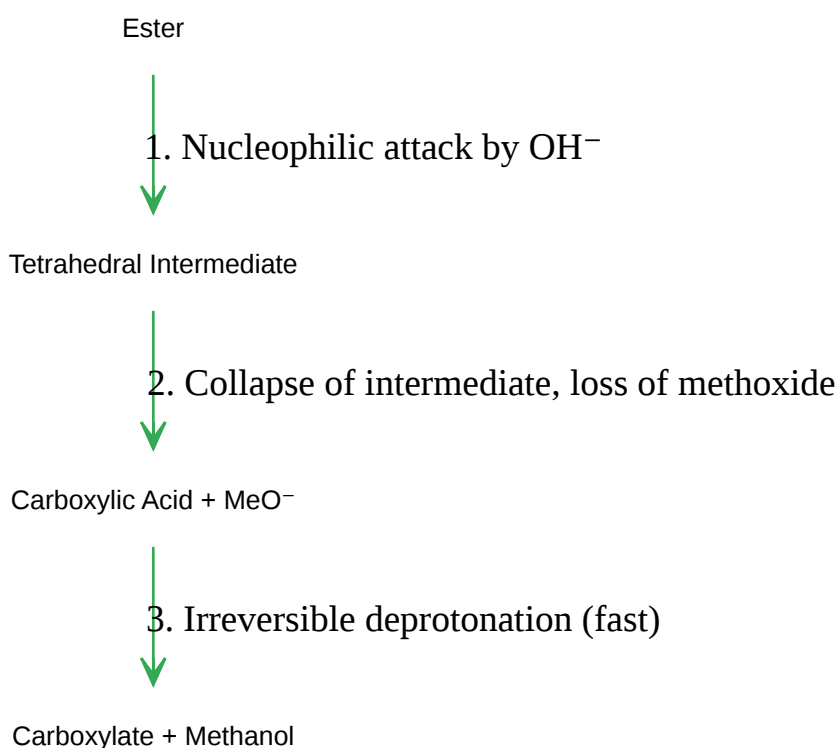 Ester
1. Nucleophilic attack by OH⁻
Tetrahedral Intermediate
2. Collapse of intermediate, loss of methoxide
Carboxylic Acid + MeO⁻
3. Irreversible deprotonation (fast)
Carboxylate + Methanol